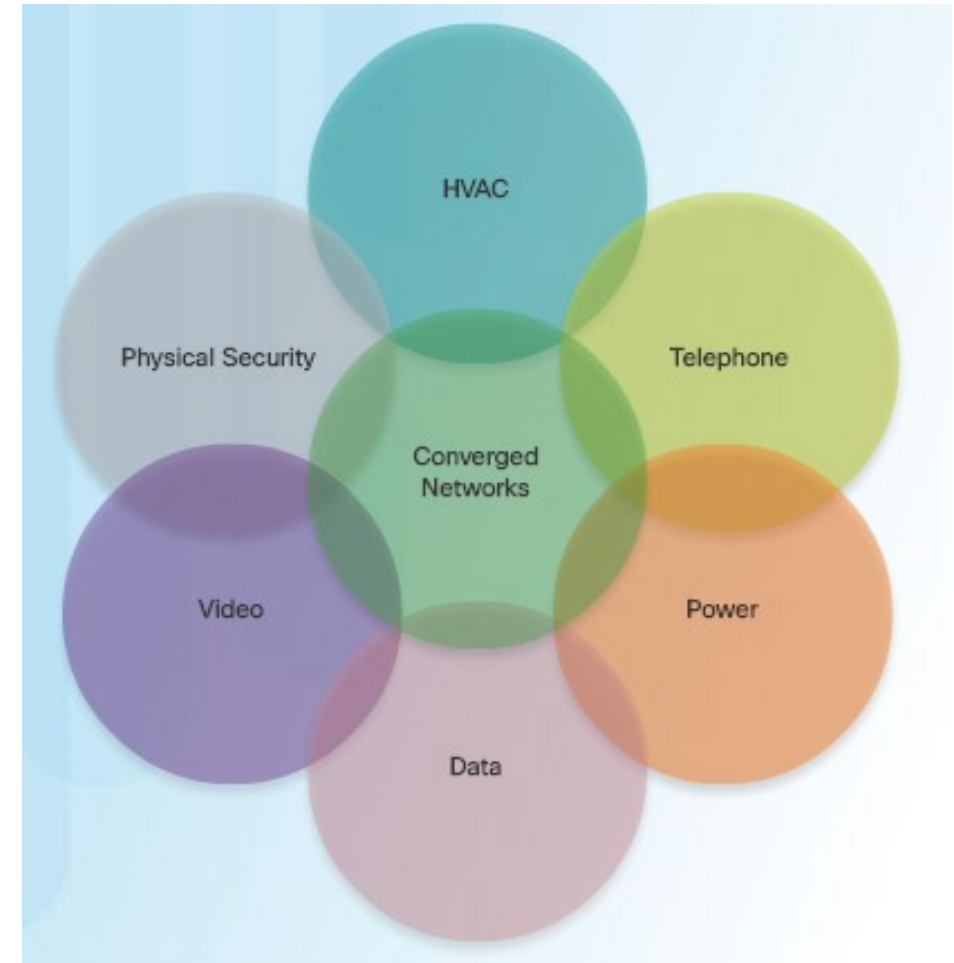 HVAC
Physical Security
Telephone
Converged
Networks
Video
Power
Data